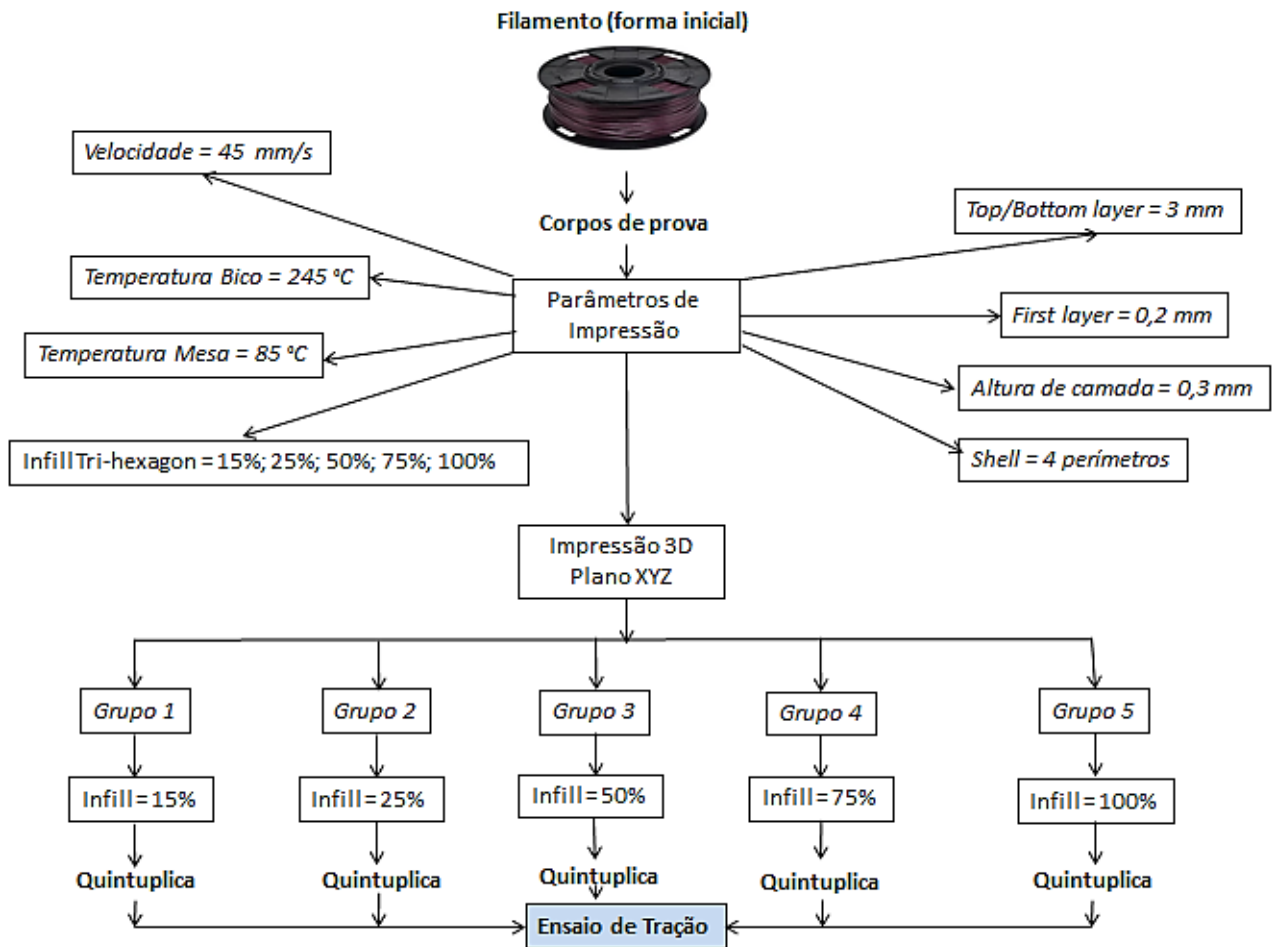 Filamento (forma inicial)
Velocidade = 45 mm/s
Top/Bottom layer = 3 mm
Corpos de prova
Temperatura Bico = 245 °C
Parâmetros de
Impressão
First layer = 0,2 mm
Temperatura Mesa = 85 °C
Altura de camada = 0,3 mm
Infill Tri-hexagon = 15%; 25%; 50%; 75%; 100%
Shell = 4 perímetros
Impressão 3D
Plano XYZ
Grupo 1
Grupo 2
Grupo 3
Grupo 4
Grupo 5
Infill = 15%
Infill = 25%
Infill = 50%
Infill = 75%
Infill = 100%
Quintuplica
Quintuplica
Quintuplica
Quintuplica
Quintuplica
Ensaio de Tração